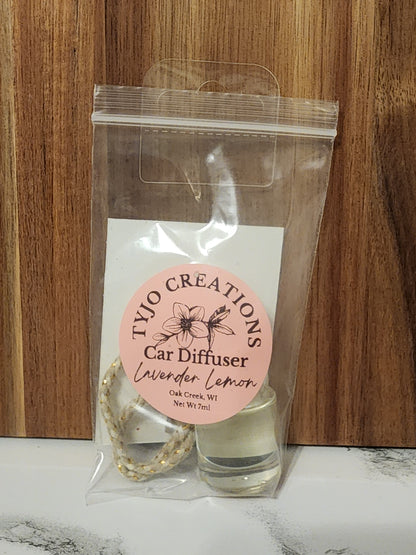 TYJO CREATIONS
Car Diffuser
Lavender Lemon
Oak Creek, WI
Net Wt 7ml